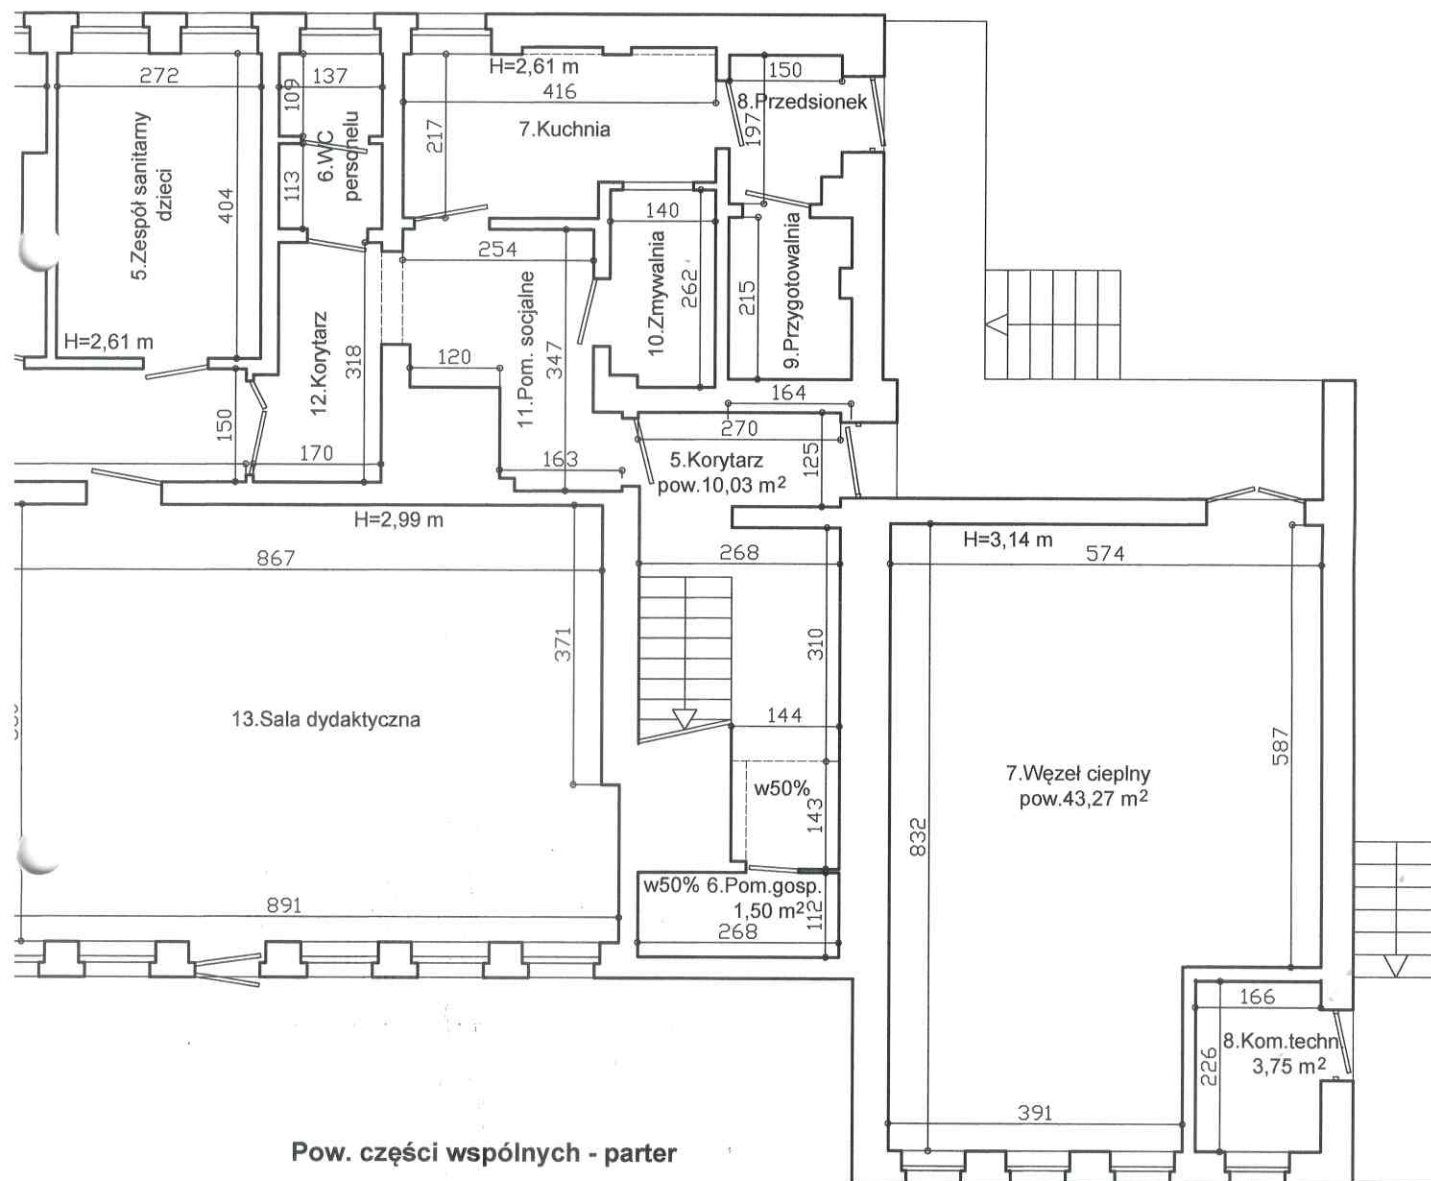 272
109
137
H=2,61 m
416
150
8.Przedsionek
197
7.Kuchnia
217
6.WC
personelu
113
5.Zespół sanitarny
dzieci
404
140
254
10.Zmywalnia
262
215
9.Przygotowalnia
H=2,61 m
12.Korytarz
318
120
11.Pom. socjalne
347
164
150
170
163
270
5.Korytarz
pow.10,03 m²
125
H=2,99 m
867
268
H=3,14 m
574
371
310
13.Sala dydaktyczna
144
587
7.Węzeł cieplny
pow.43,27 m²
w50%
143
832
w50% 6.Pom.gosp.
1,50 m²
112
891
268
166
8.Kom.techn
3,75 m²
226
391
Pow. części wspólnych - parter